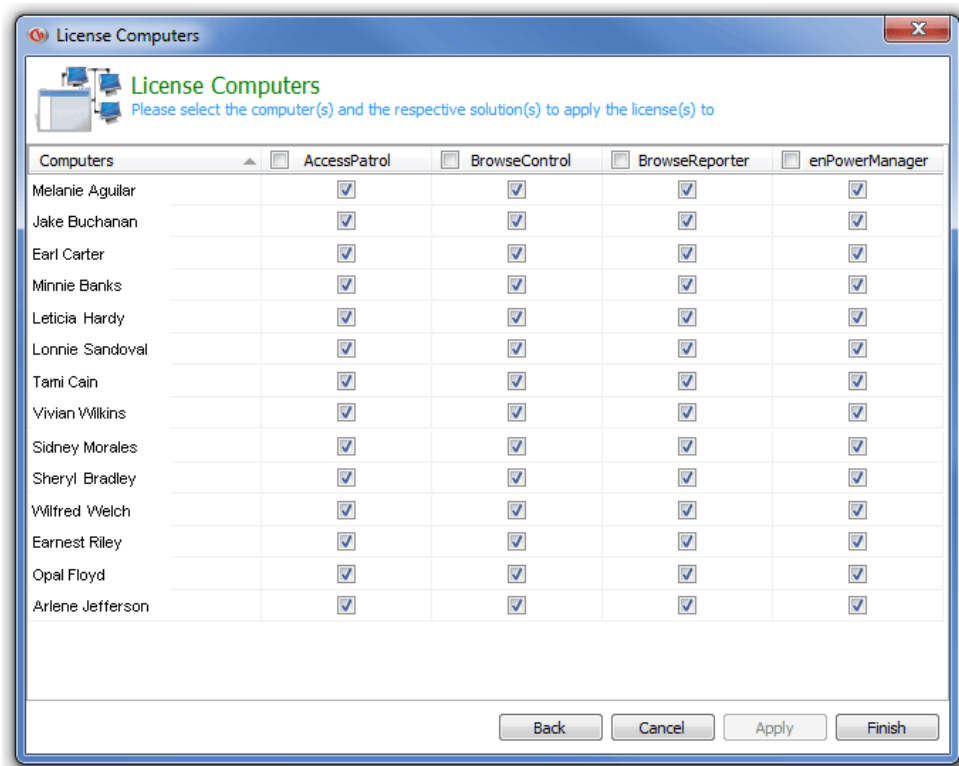 License Computers
License Computers
Please select the computer(s) and the respective solution(s) to apply the license(s) to
Computers AccessPatrol BrowseControl BrowseReporter enPowerManager
Melanie Aguilar
Jake Buchanan
Earl Carter
Minnie Banks
Leticia Hardy
Lonnie Sandoval
Tami Cain
Vivian Wilkins
Sidney Morales
Sheryl Bradley
Wilfred Welch
Earnest Riley
Opal Floyd
Arlene Jefferson
Back Cancel Apply Finish